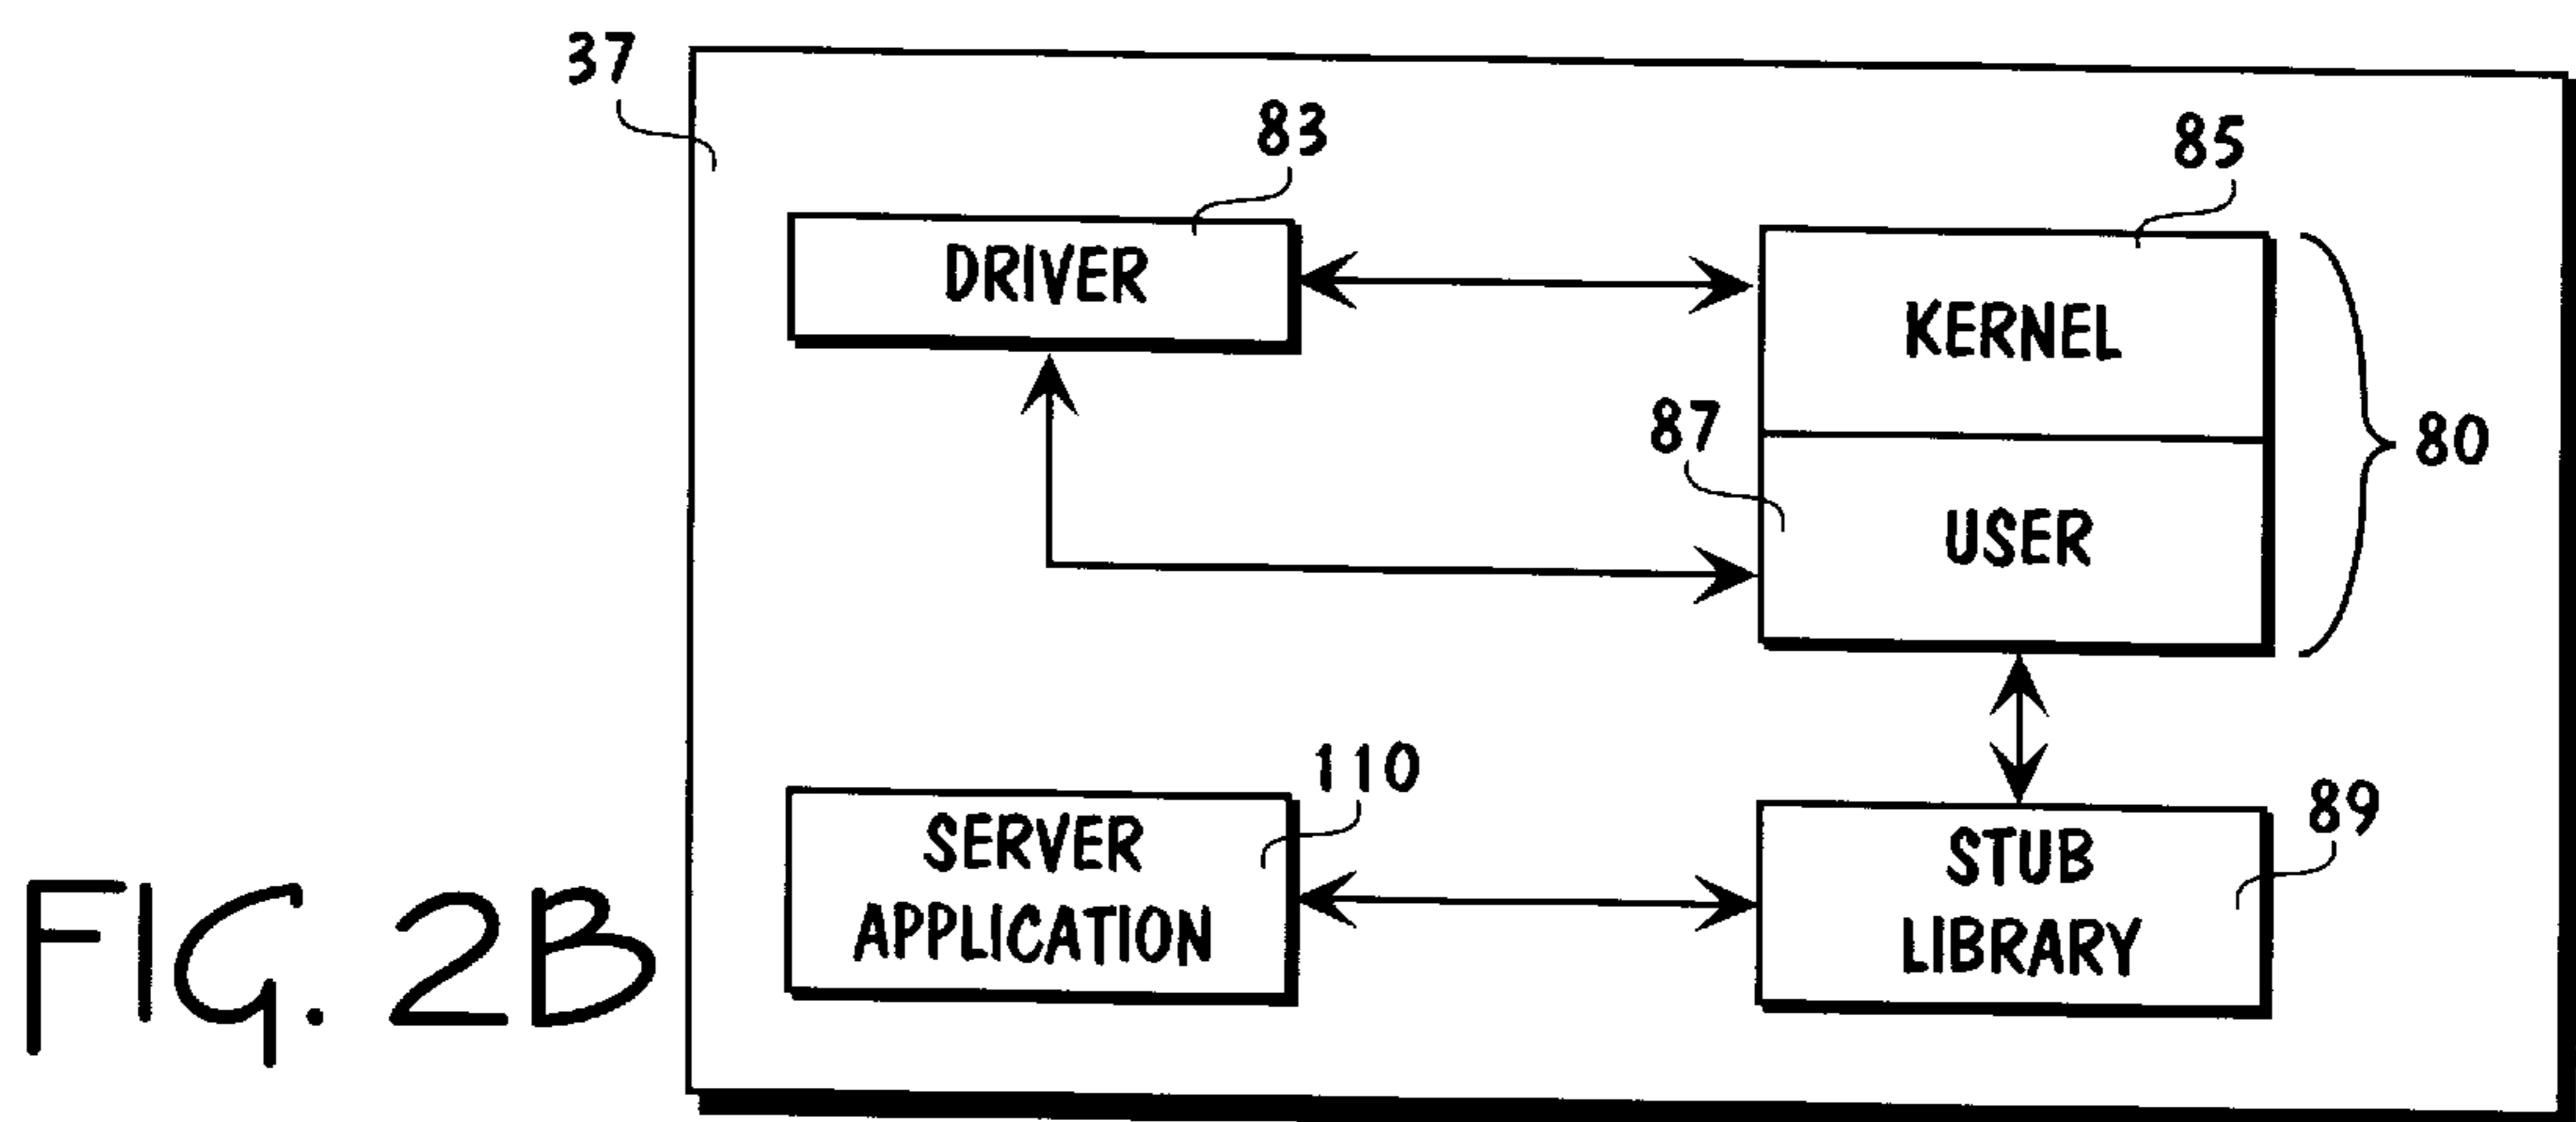 37
83
85
DRIVER
KERNEL
87
80
USER
110
89
SERVER
APPLICATION
STUB
LIBRARY
FIG. 2B